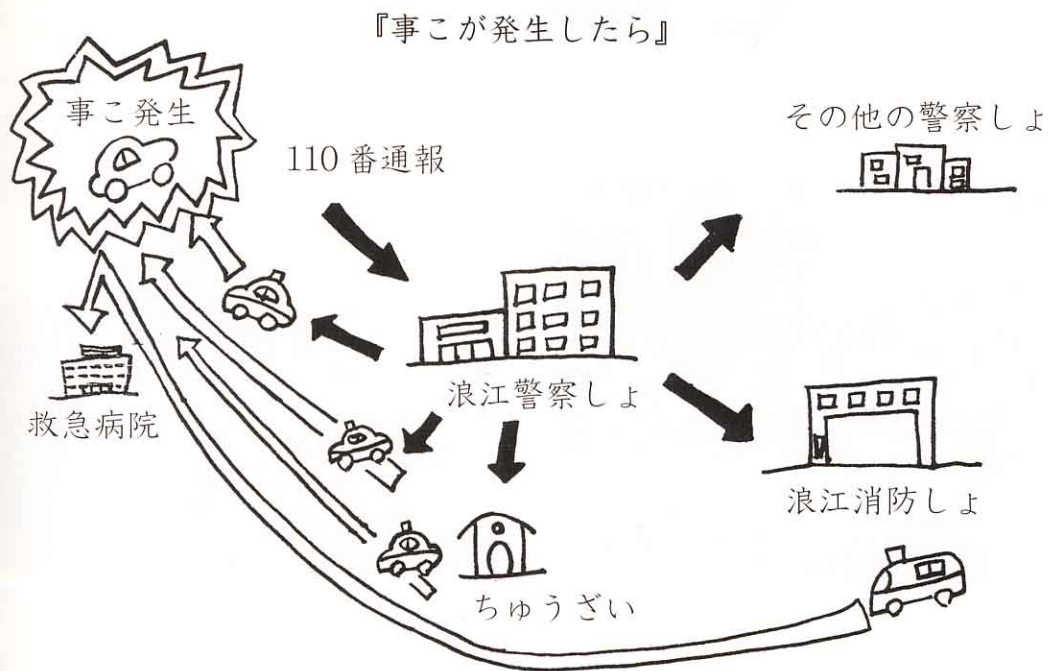 『事こが発生したら』
事こ発生
110番通報
その他の警察しょ
浪江警察しょ
救急病院
浪江消防しょ
ちゅうざい